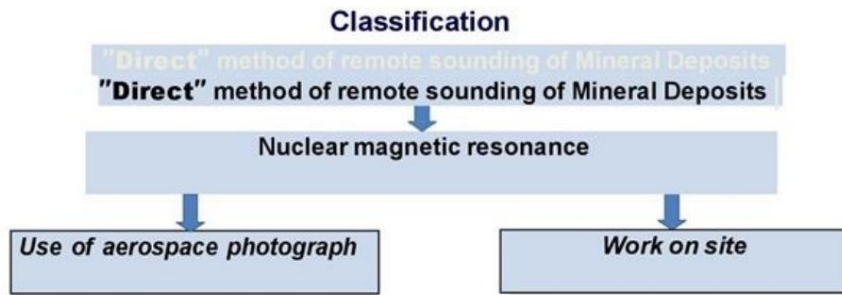 Classification
"Direct" method of remote sounding of Mineral Deposits
"Direct" method of remote sounding of Mineral Deposits
Nuclear magnetic resonance
Use of aerospace photograph
Work on site